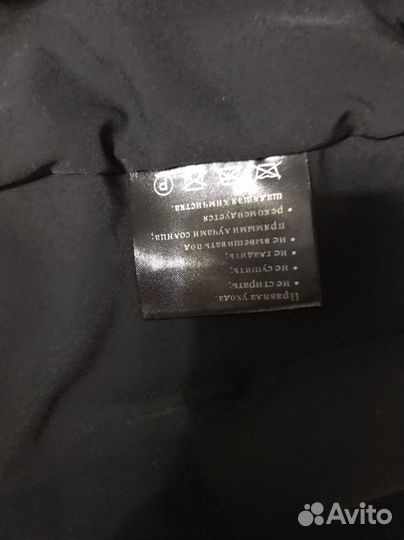 Правила ухода.
• не стирать;
• не сушить;
• не гладить;
• не вывешивать под
прямыми лучами солнца;
• рекомендуется
щадящая химчистка.
P
Avito